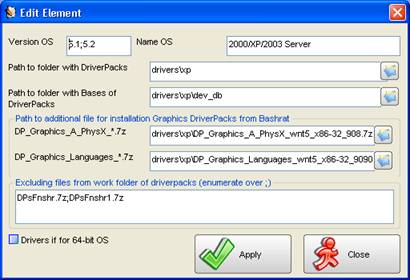 Edit Element
Version OS 5.1;5.2 Name OS 2000/XP/2003 Server
Path to folder with DriverPacks drivers\xp
Path to folder with Bases of DriverPacks drivers\xp\dev_db
Path to additional file for installation Graphics DriverPacks from Bashrat
DP_Graphics_A_PhysX_*.7z drivers\xp\DP_Graphics_A_PhysX_wnt5_x86-32_908.7z
DP_Graphics_Languages_*.7z drivers\xp\DP_Graphics_Languages_wnt5_x86-32_9090
Excluding files from work folder of driverpacks (enumerate over ;)
DPsFnshr.7z;DPsFnshr1.7z
Drivers if for 64-bit OS
Apply
Close